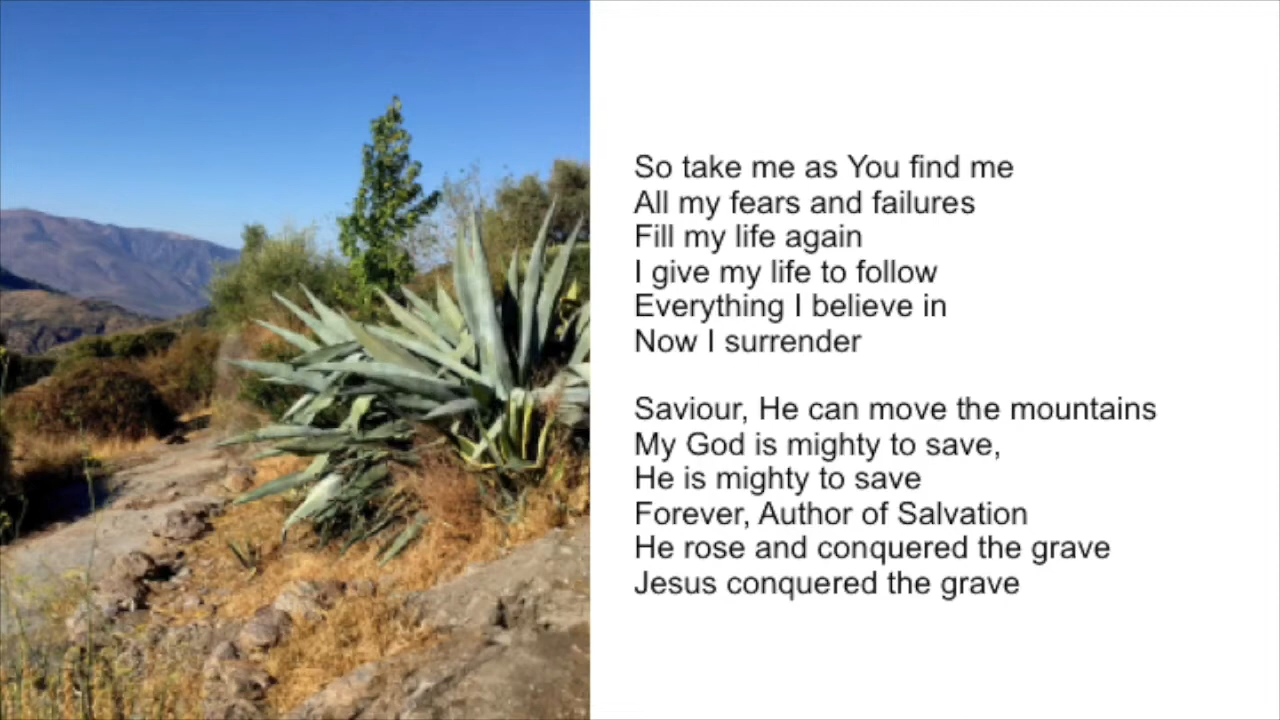 So take me as You find me
All my fears and failures
Fill my life again
I give my life to follow
Everything I believe in
Now I surrender
Saviour, He can move the mountains
My God is mighty to save,
He is mighty to save
Forever, Author of Salvation
He rose and conquered the grave
Jesus conquered the grave